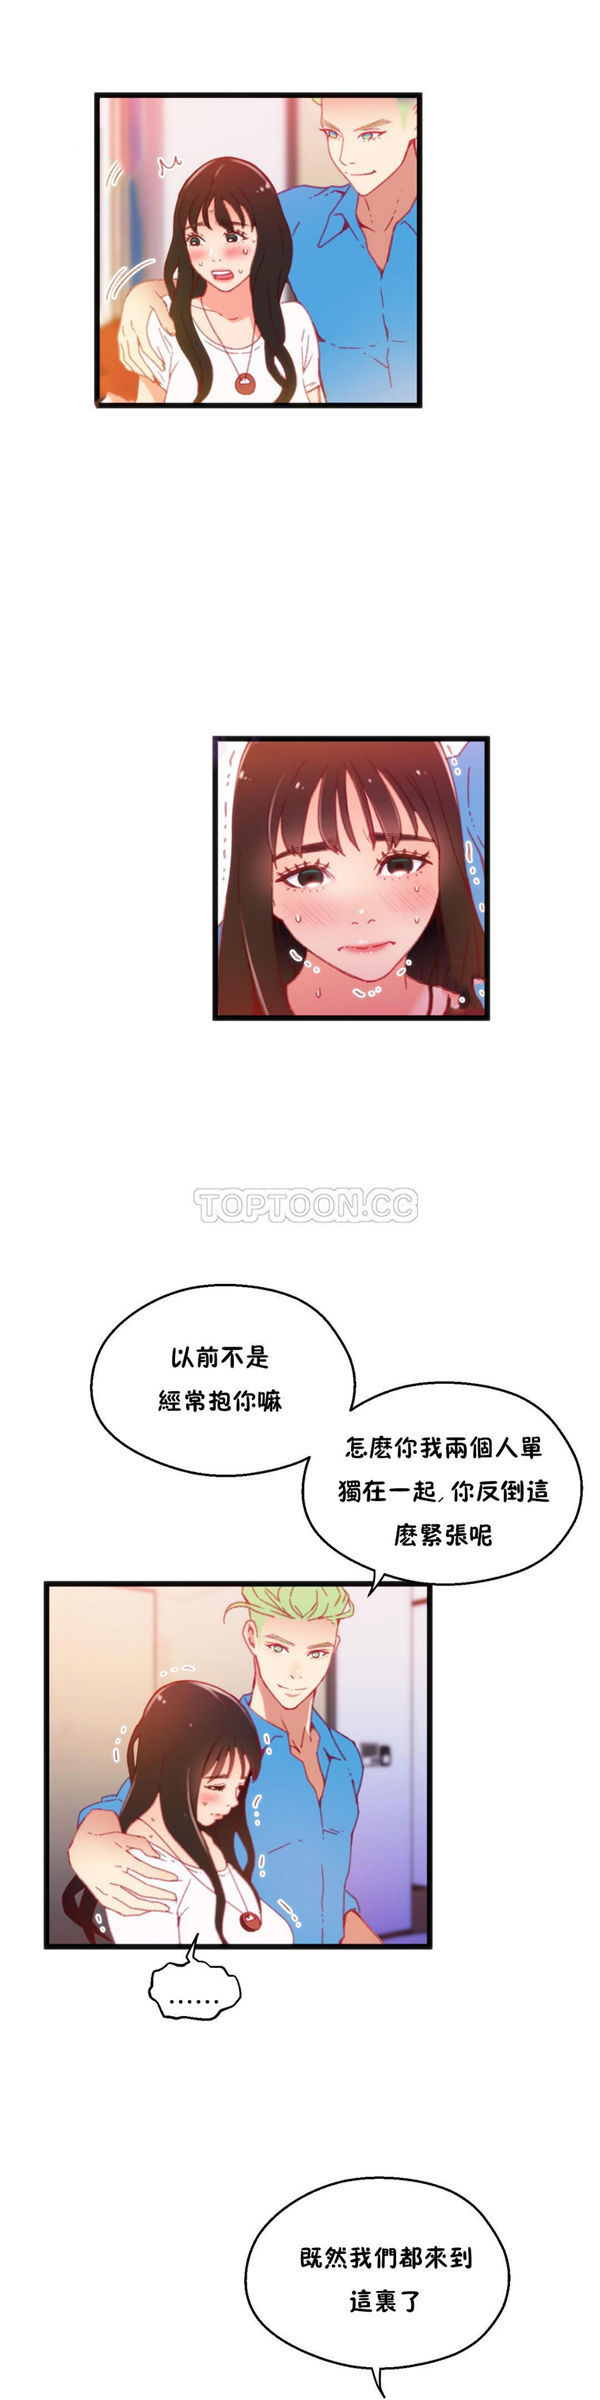 TOPTOON.CC
以前不是
經常抱你嘛
怎麽你我兩個人單
獨在一起,你反倒這
麽緊張呢
......
既然我們都來到
這裏了